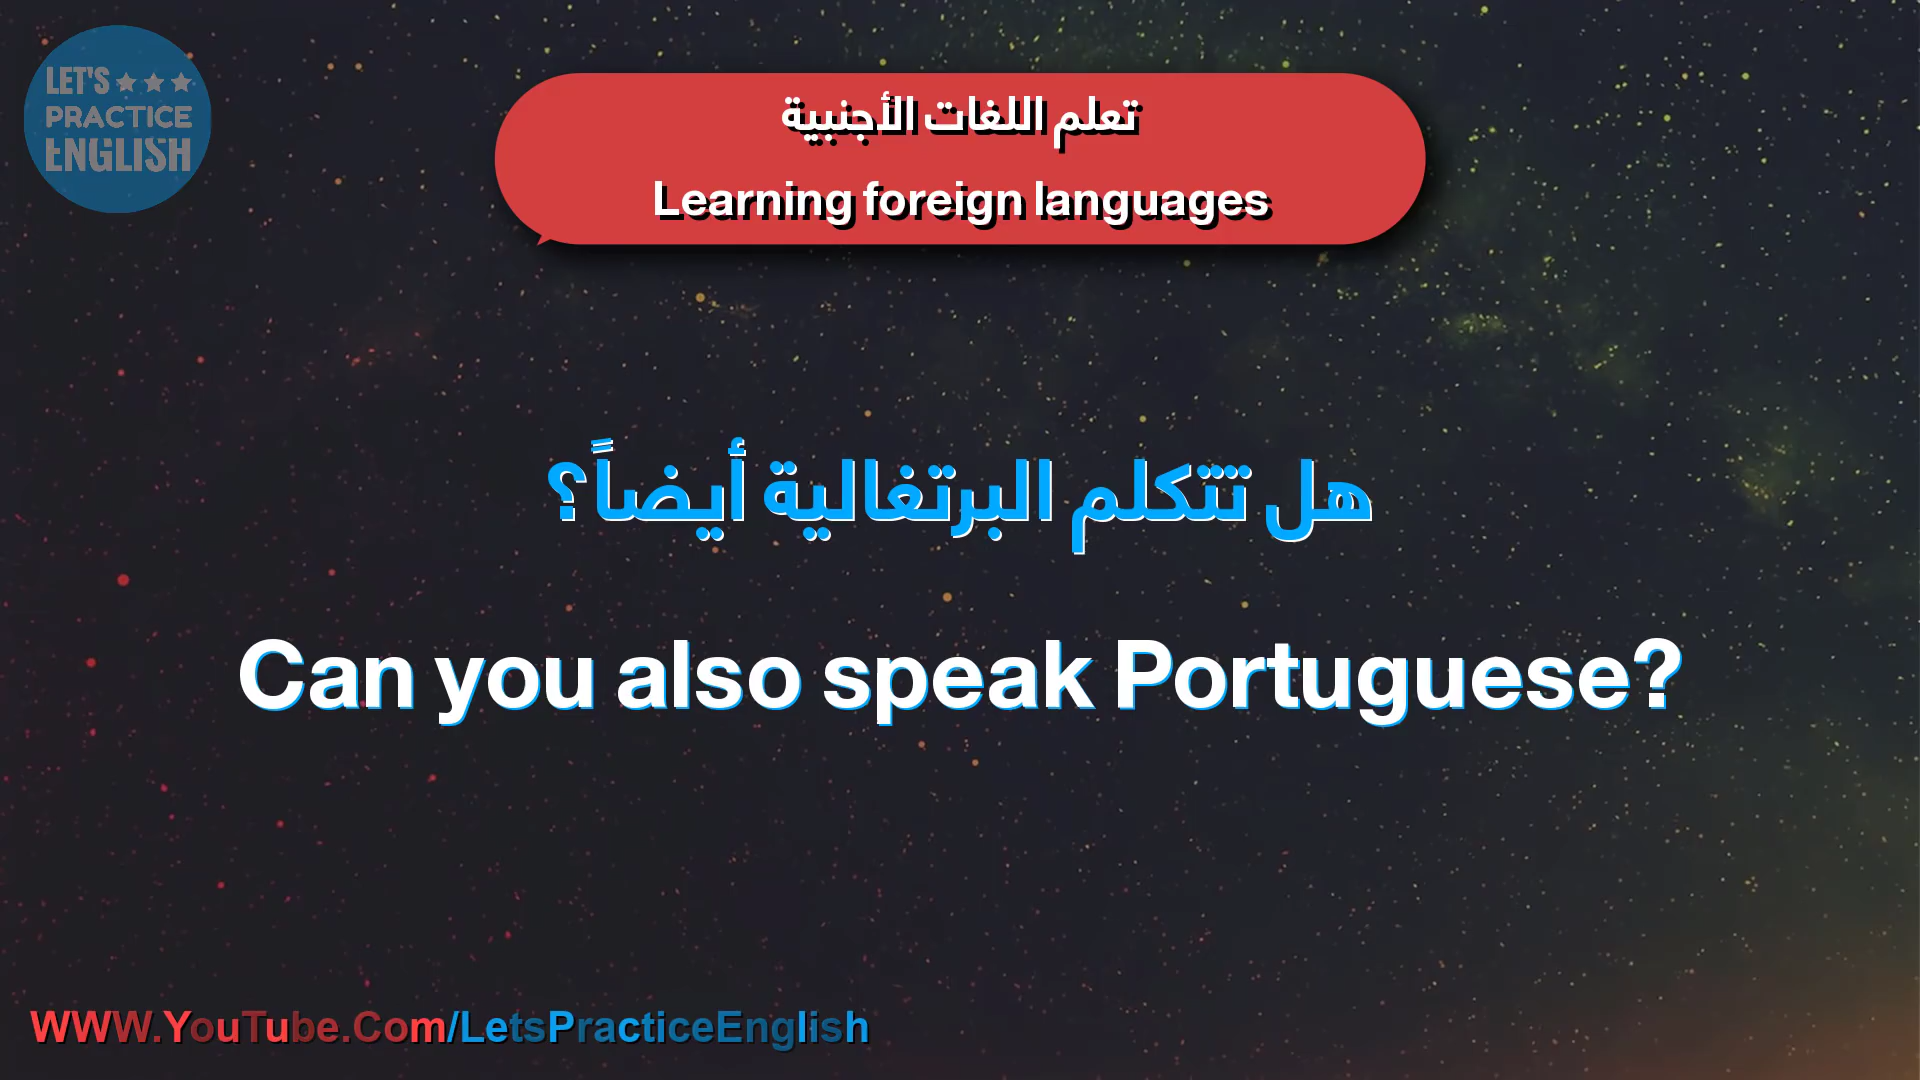 LET'S
PRACTICE
ENGLISH
تعلم اللغات الأجنبية
Learning foreign languages
هل تتكلم البرتغالية أيضاً؟
Can you also speak Portuguese?
WWW.YouTube.Com/LetsPracticeEnglish